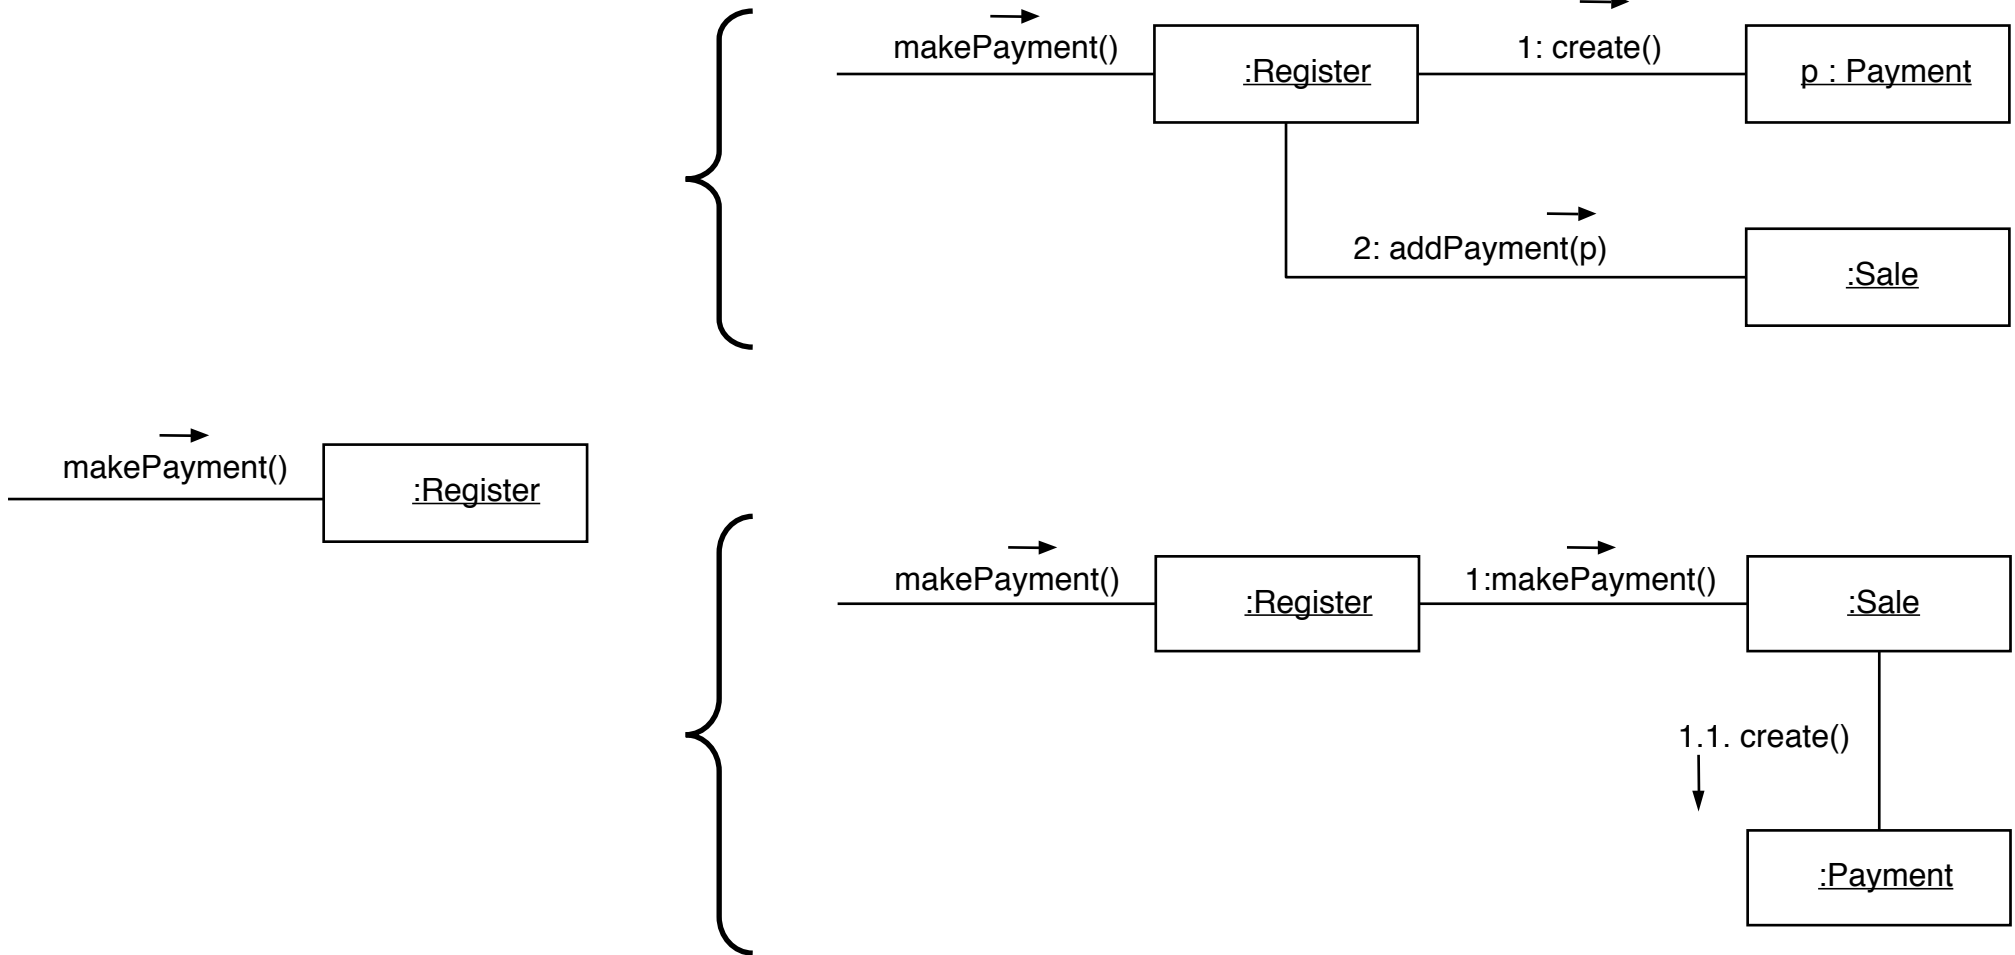 makePayment()
:Register
1: create()
p : Payment
2: addPayment(p)
:Sale
makePayment()
:Register
makePayment()
:Register
1:makePayment()
:Sale
1.1. create()
:Payment